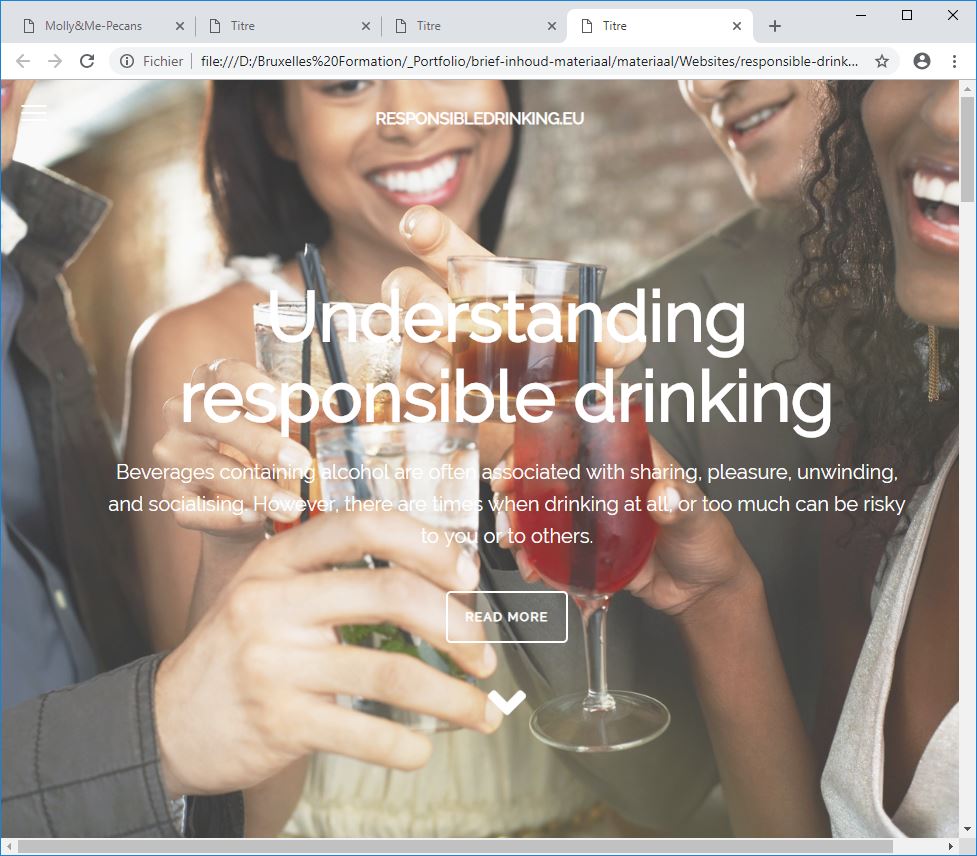 Molly&Me-Pecans
Titre
Titre
Titre
Fichier
file:///D:/Bruxelles%20Formation/_Portfolio/brief-inhoud-materiaal/materiaal/Websites/responsible-drink...
RESPONSIBLEDRINKING.EU
Understanding
responsible drinking
Beverages containing alcohol are often associated with sharing, pleasure, unwinding,
and socialising. However, there are times when drinking at all, or too much can be risky
to you or to others.
READ MORE